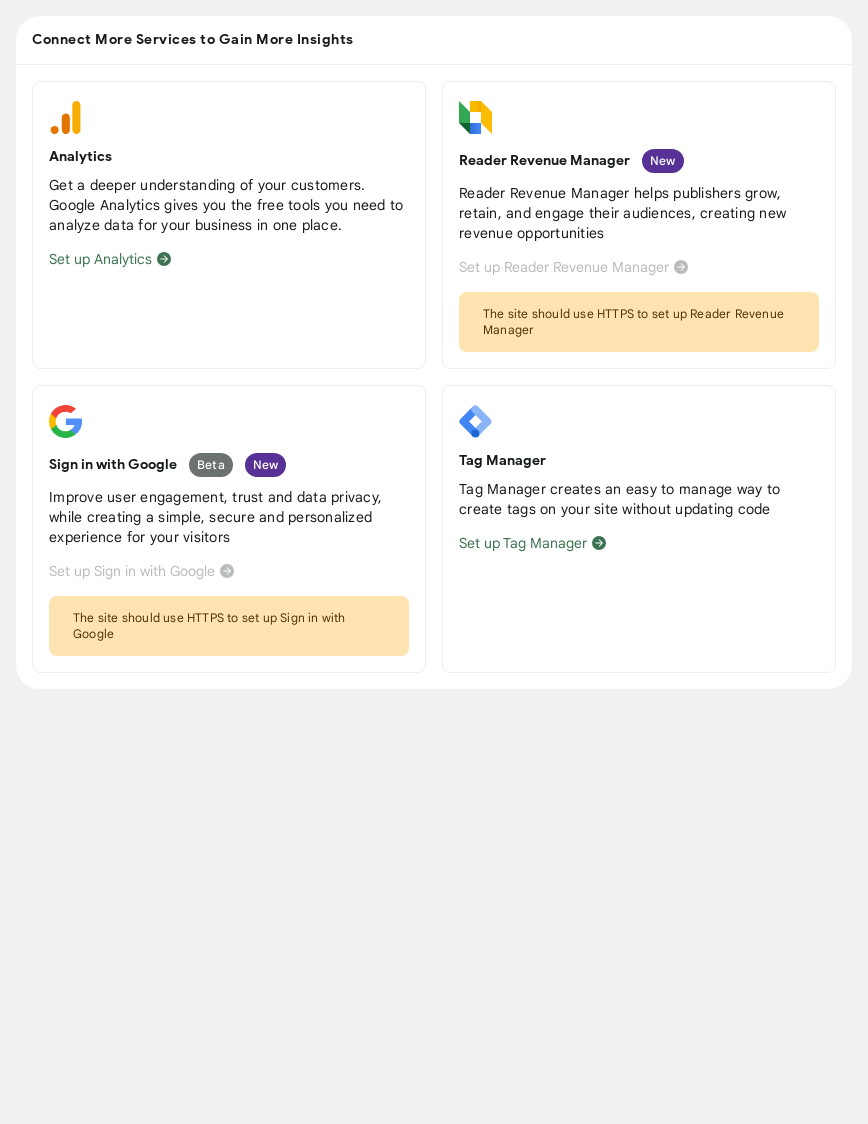 Connect More Services to Gain More Insights
Analytics
Get a deeper understanding of your customers.
Google Analytics gives you the free tools you need to
analyze data for your business in one place.
Set up Analytics
Reader Revenue Manager New
Reader Revenue Manager helps publishers grow,
retain, and engage their audiences, creating new
revenue opportunities
Set up Reader Revenue Manager
The site should use HTTPS to set up Reader Revenue
Manager
Sign in with Google Beta New
Improve user engagement, trust and data privacy,
while creating a simple, secure and personalized
experience for your visitors
Set up Sign in with Google
The site should use HTTPS to set up Sign in with
Google
Tag Manager
Tag Manager creates an easy to manage way to
create tags on your site without updating code
Set up Tag Manager